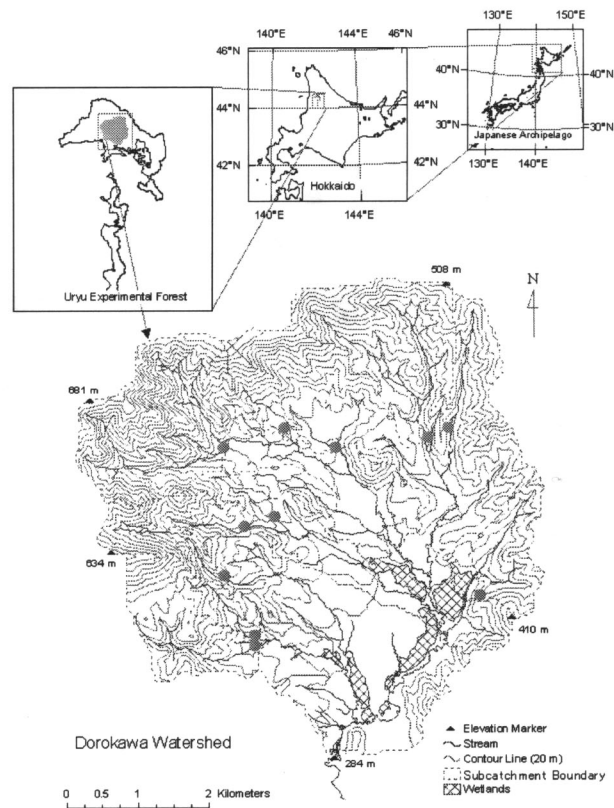 130°E 150°E
140°E 46°N
46°N
40°N 40°N
44°N 44°N
30°N 30°N
Japanese Archipelago
42°N 42°N
130°E 140°E
Hokkaido
140°E 144°E
Uryu Experimental Forest
508 m
N
681 m
634 m
410 m
Dorokawa Watershed
284 m
0 0.5 1 2 Kilometers
Elevation Marker
Stream
Contour Line (20 m)
Subcatchment Boundary
Wetlands